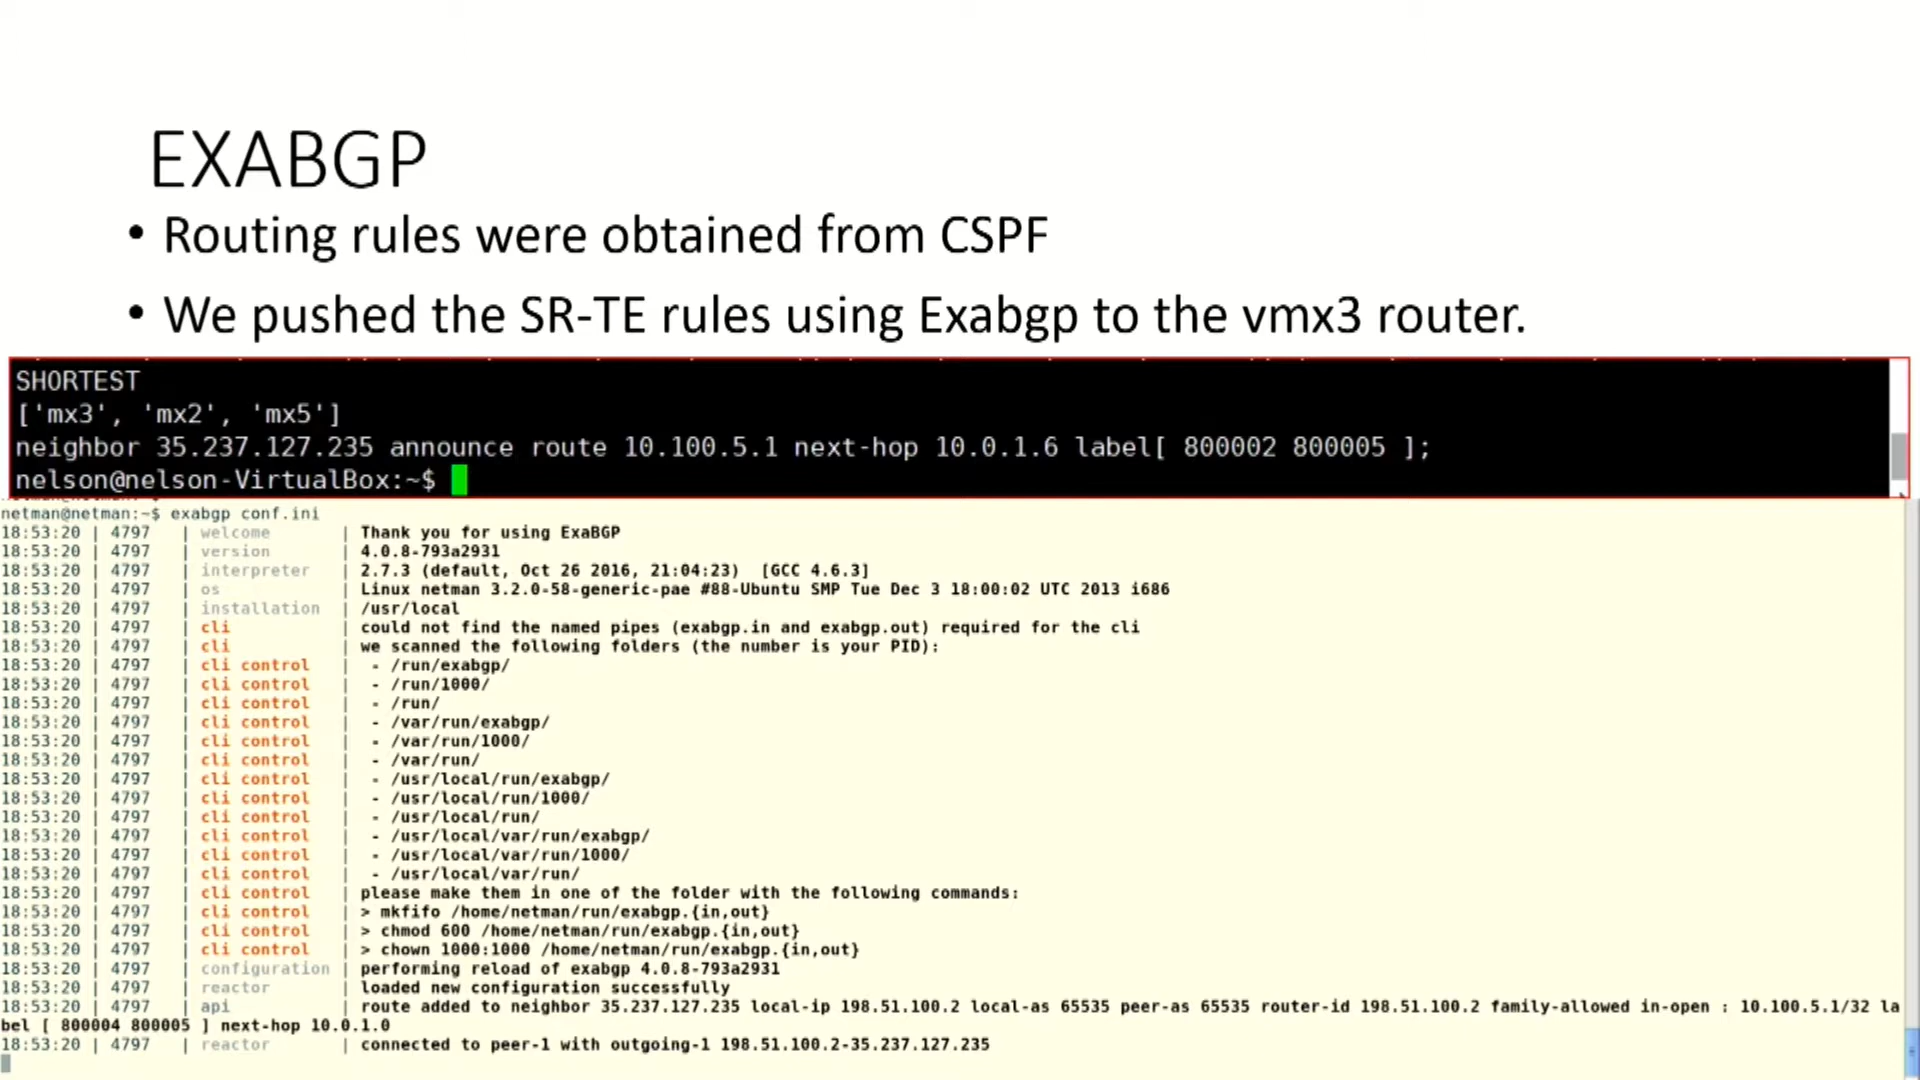 EXABGP
• Routing rules were obtained from CSPF
• We pushed the SR-TE rules using Exabgp to the vmx3 router.
SHORTEST
['mx3', 'mx2', 'mx5']
neighbor 35.237.127.235 announce route 10.100.5.1 next-hop 10.0.1.6 label[ 800002 800005 ];
nelson@nelson-VirtualBox:~$
netman@netman:~$ exabgp conf.ini
18:53:20 | 4797 | welcome | Thank you for using ExaBGP
18:53:20 | 4797 | version | 4.0.8-793a2931
18:53:20 | 4797 | interpreter | 2.7.3 (default, Oct 26 2016, 21:04:23) [GCC 4.6.3]
18:53:20 | 4797 | os | Linux netman 3.2.0-58-generic-pae #88-Ubuntu SMP Tue Dec 3 18:00:02 UTC 2013 i686
18:53:20 | 4797 | installation | /usr/local
18:53:20 | 4797 | cli | could not find the named pipes (exabgp.in and exabgp.out) required for the cli
18:53:20 | 4797 | cli | we scanned the following folders (the number is your PID):
18:53:20 | 4797 | cli control | - /run/exabgp/
18:53:20 | 4797 | cli control | - /run/1000/
18:53:20 | 4797 | cli control | - /run/
18:53:20 | 4797 | cli control | - /var/run/exabgp/
18:53:20 | 4797 | cli control | - /var/run/1000/
18:53:20 | 4797 | cli control | - /var/run/
18:53:20 | 4797 | cli control | - /usr/local/run/exabgp/
18:53:20 | 4797 | cli control | - /usr/local/run/1000/
18:53:20 | 4797 | cli control | - /usr/local/run/
18:53:20 | 4797 | cli control | - /usr/local/var/run/exabgp/
18:53:20 | 4797 | cli control | - /usr/local/var/run/1000/
18:53:20 | 4797 | cli control | - /usr/local/var/run/
18:53:20 | 4797 | cli control | please make them in one of the folder with the following commands:
18:53:20 | 4797 | cli control | > mkfifo /home/netman/run/exabgp.{in,out}
18:53:20 | 4797 | cli control | > chmod 600 /home/netman/run/exabgp.{in,out}
18:53:20 | 4797 | cli control | > chown 1000:1000 /home/netman/run/exabgp.{in,out}
18:53:20 | 4797 | configuration | performing reload of exabgp 4.0.8-793a2931
18:53:20 | 4797 | reactor | loaded new configuration successfully
18:53:20 | 4797 | api | route added to neighbor 35.237.127.235 local-ip 198.51.100.2 local-as 65535 peer-as 65535 router-id 198.51.100.2 family-allowed in-open : 10.100.5.1/32 la
bel [ 800004 800005 ] next-hop 10.0.1.0
18:53:20 | 4797 | reactor | connected to peer-1 with outgoing-1 198.51.100.2-35.237.127.235